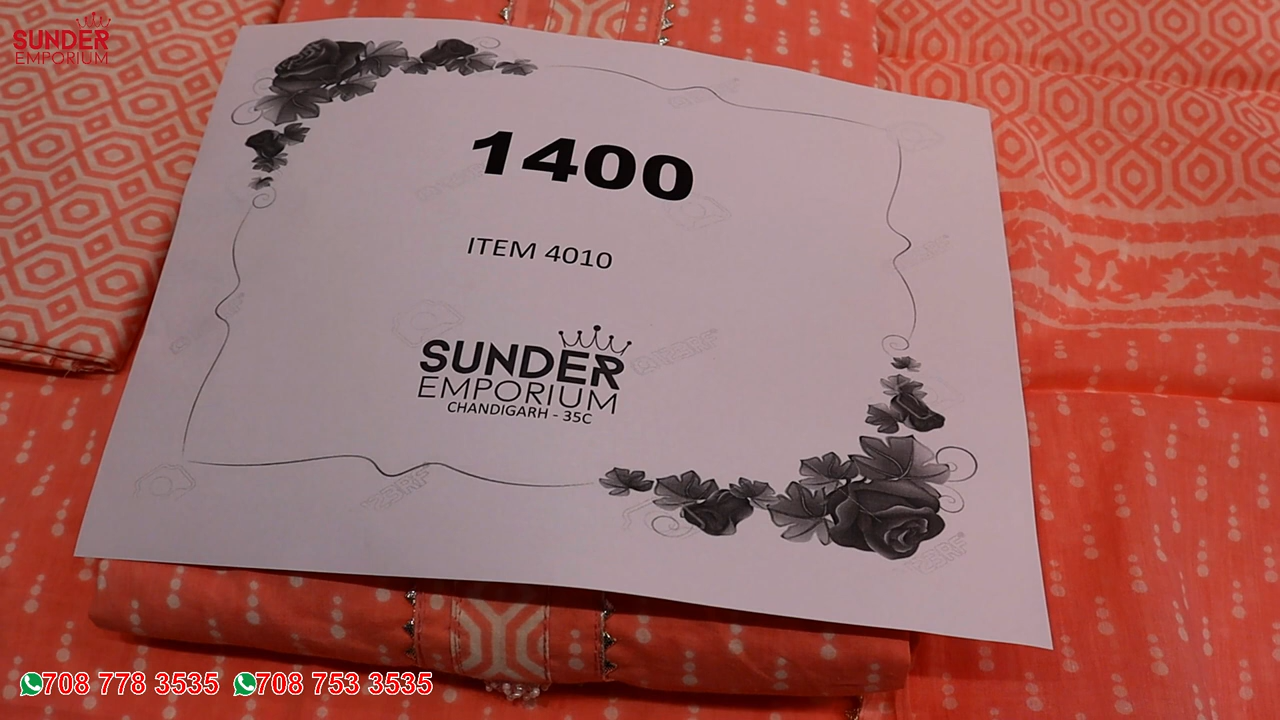 SUNDER
EMPORIUM
1400
ITEM 4010
SUNDER
EMPORIUM
CHANDIGARH - 35C
708 778 3535 708 753 3535